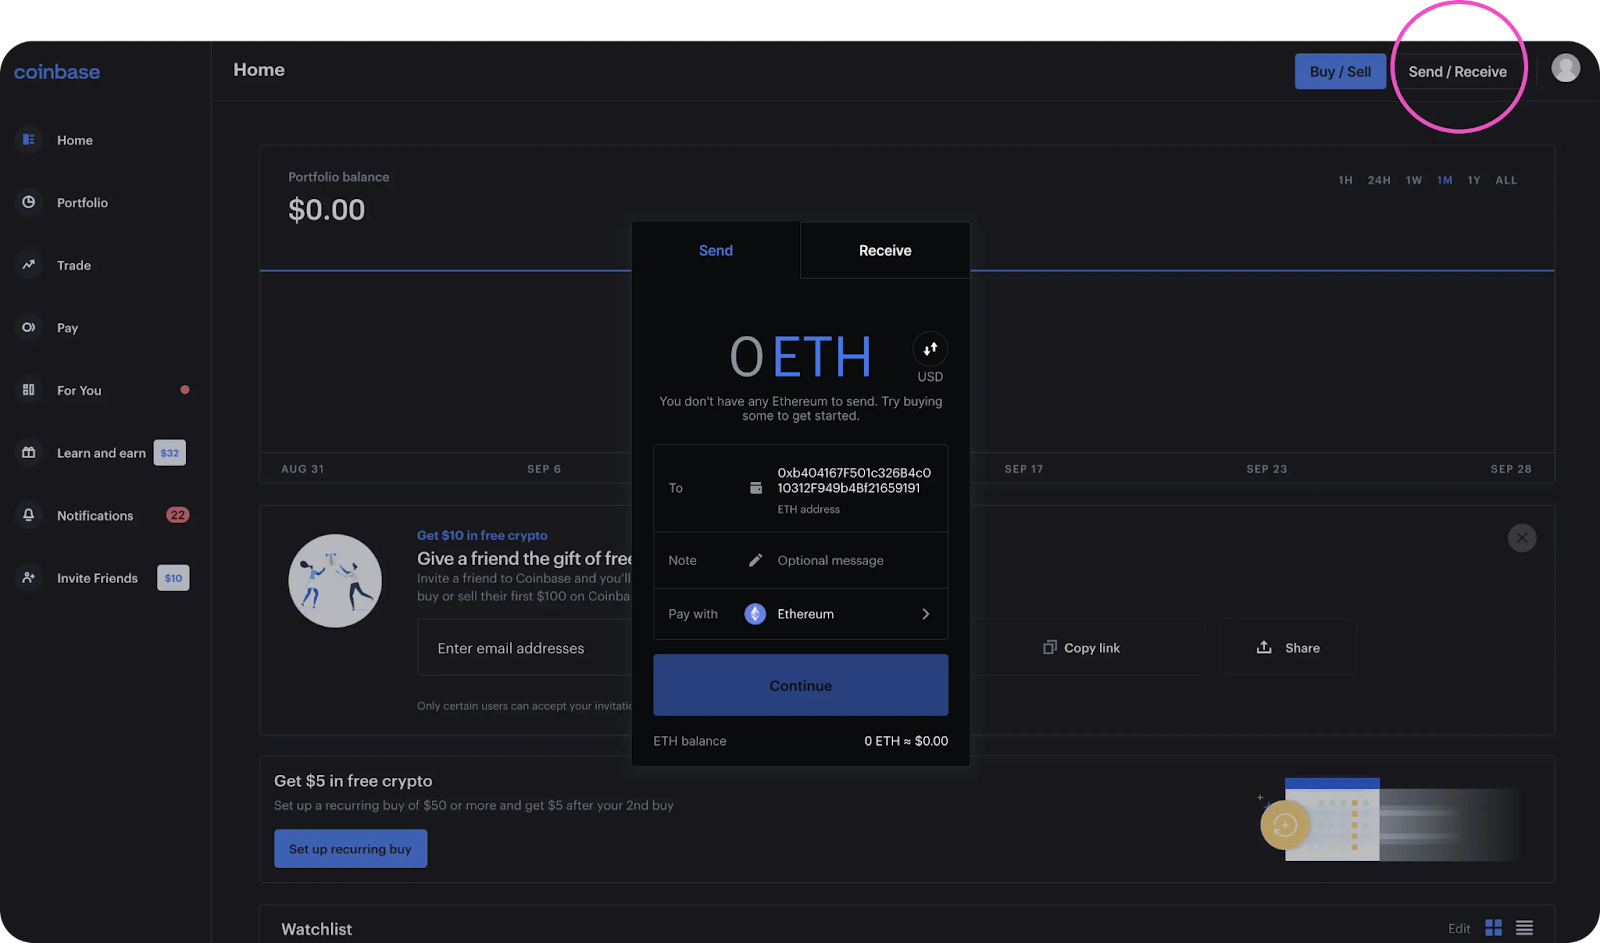 coinbase
Home
Buy / Sell
Send / Receive
Home
Portfolio
Trade
Pay
For You
Learn and earn $32
Notifications 22
Invite Friends $10
Portfolio balance
$0.00
1H 24H 1W 1M 1Y ALL
AUG 31 SEP 6 SEP 17 SEP 23 SEP 28
Send
Receive
0 ETH
USD
You don't have any Ethereum to send. Try buying
some to get started.
To
0xb404167F501c326B4c0
10312F949b4Bf21659191
ETH address
Note Optional message
Pay with Ethereum
Continue
ETH balance 0 ETH ≈ $0.00
Get $10 in free crypto
Give a friend the gift of free
Invite a friend to Coinbase and you'll
buy or sell their first $100 on Coinba
Enter email addresses
Copy link
Share
Only certain users can accept your invitatio
Get $5 in free crypto
Set up a recurring buy of $50 or more and get $5 after your 2nd buy
Set up recurring buy
Watchlist
Edit